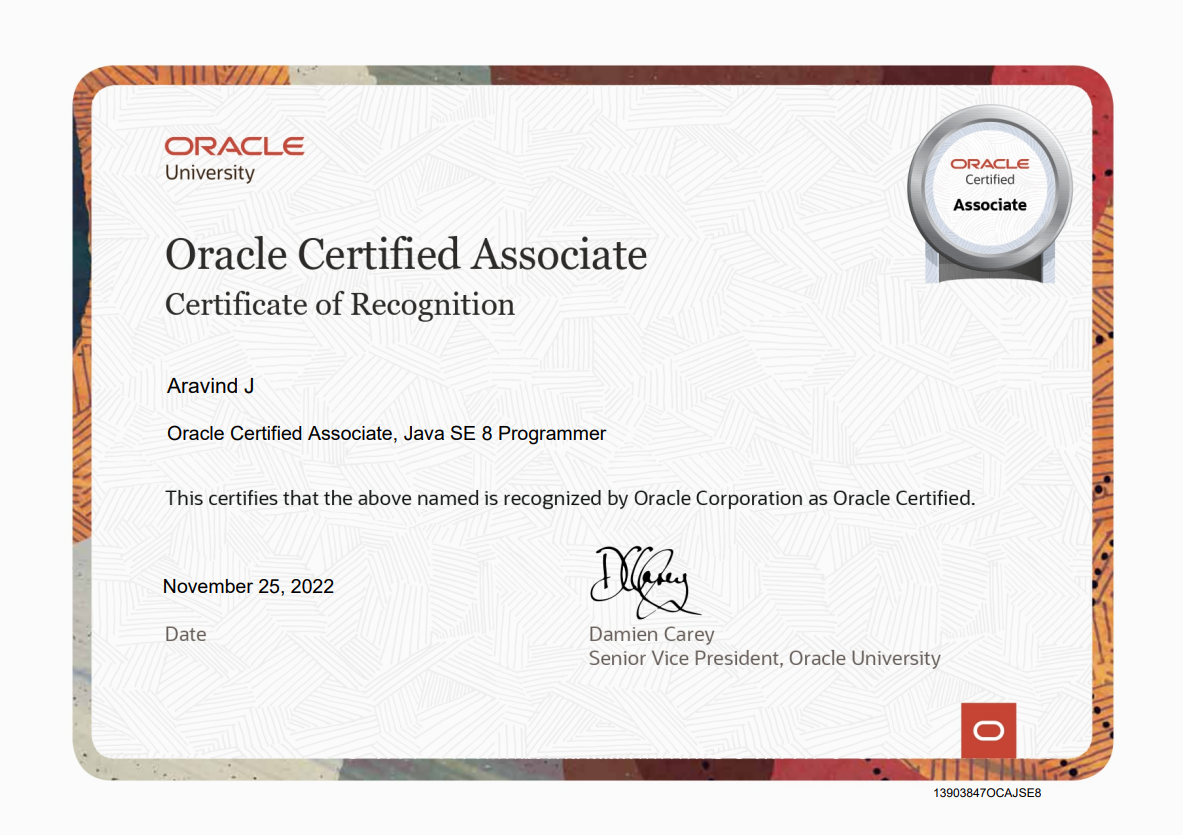 ORACLE
University
ORACLE
Certified
Associate
Oracle Certified Associate
Certificate of Recognition
Aravind J
Oracle Certified Associate, Java SE 8 Programmer
This certifies that the above named is recognized by Oracle Corporation as Oracle Certified.
November 25, 2022
DCarey
Date
Damien Carey
Senior Vice President, Oracle University
13903847OCAJSE8